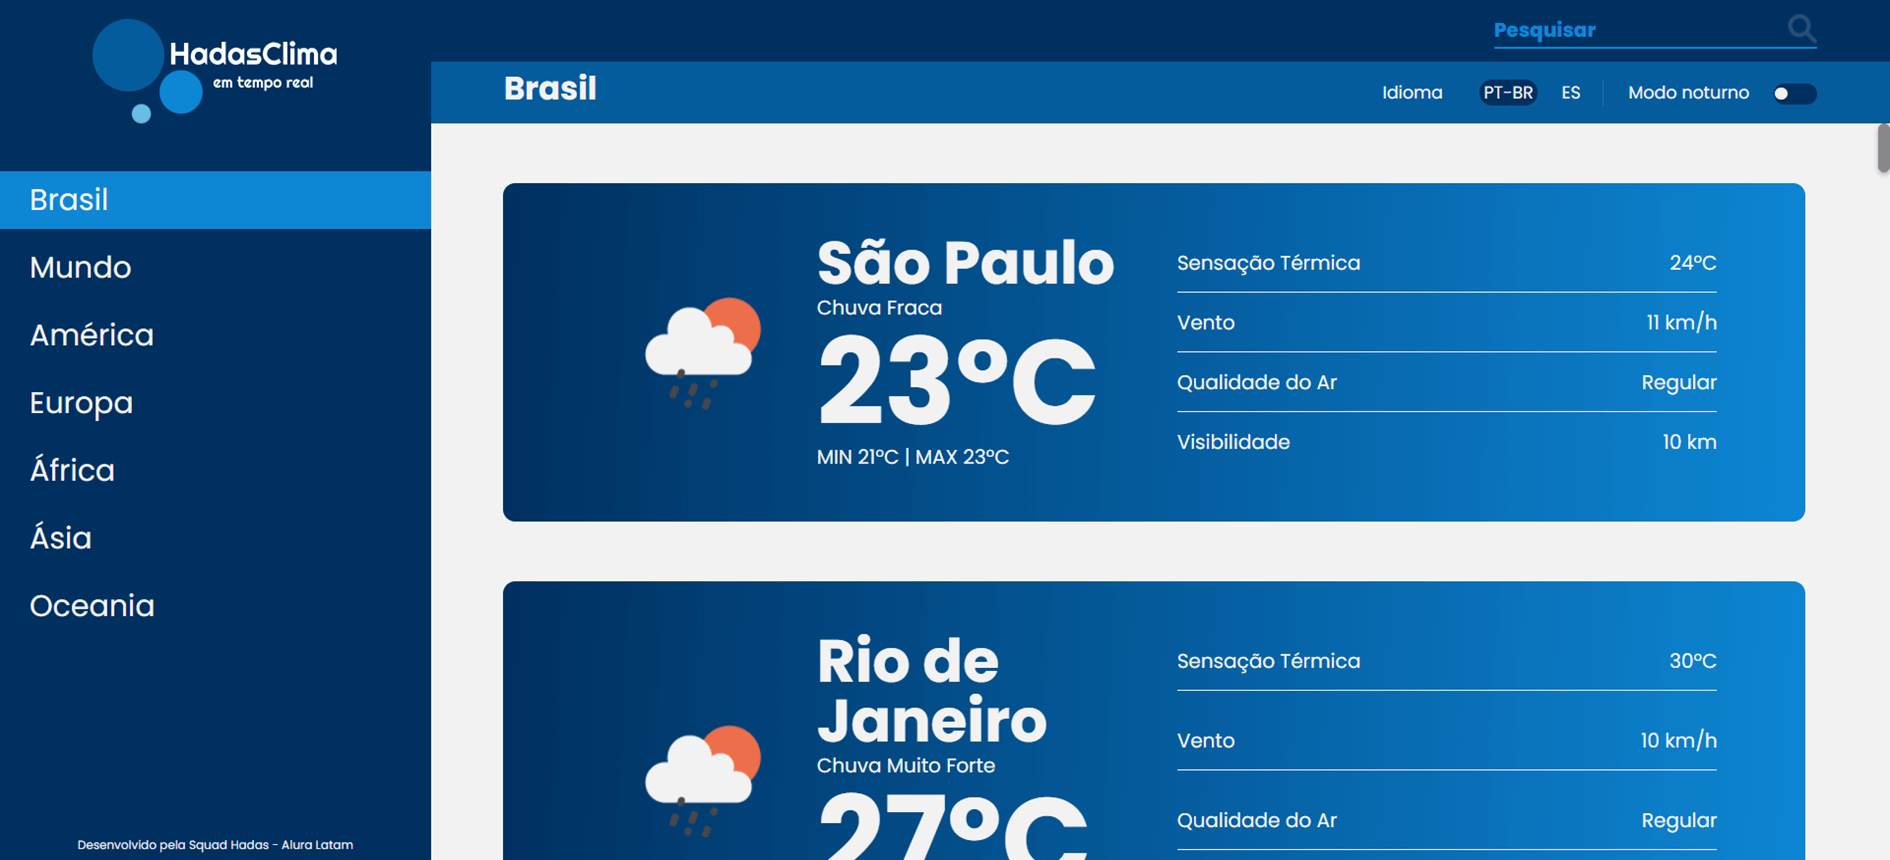 HadasClima
em tempo real
Pesquisar
Brasil
Idioma PT-BR ES Modo noturno
Brasil
Mundo
América
Europa
África
Ásia
Oceania
Desenvolvido pela Squad Hadas - Alura Latam
São Paulo
Chuva Fraca
23°C
MIN 21°C | MAX 23°C
Sensação Térmica 24°C
Vento 11 km/h
Qualidade do Ar Regular
Visibilidade 10 km
Rio de
Janeiro
Chuva Muito Forte
27°C
Sensação Térmica 30°C
Vento 10 km/h
Qualidade do Ar Regular